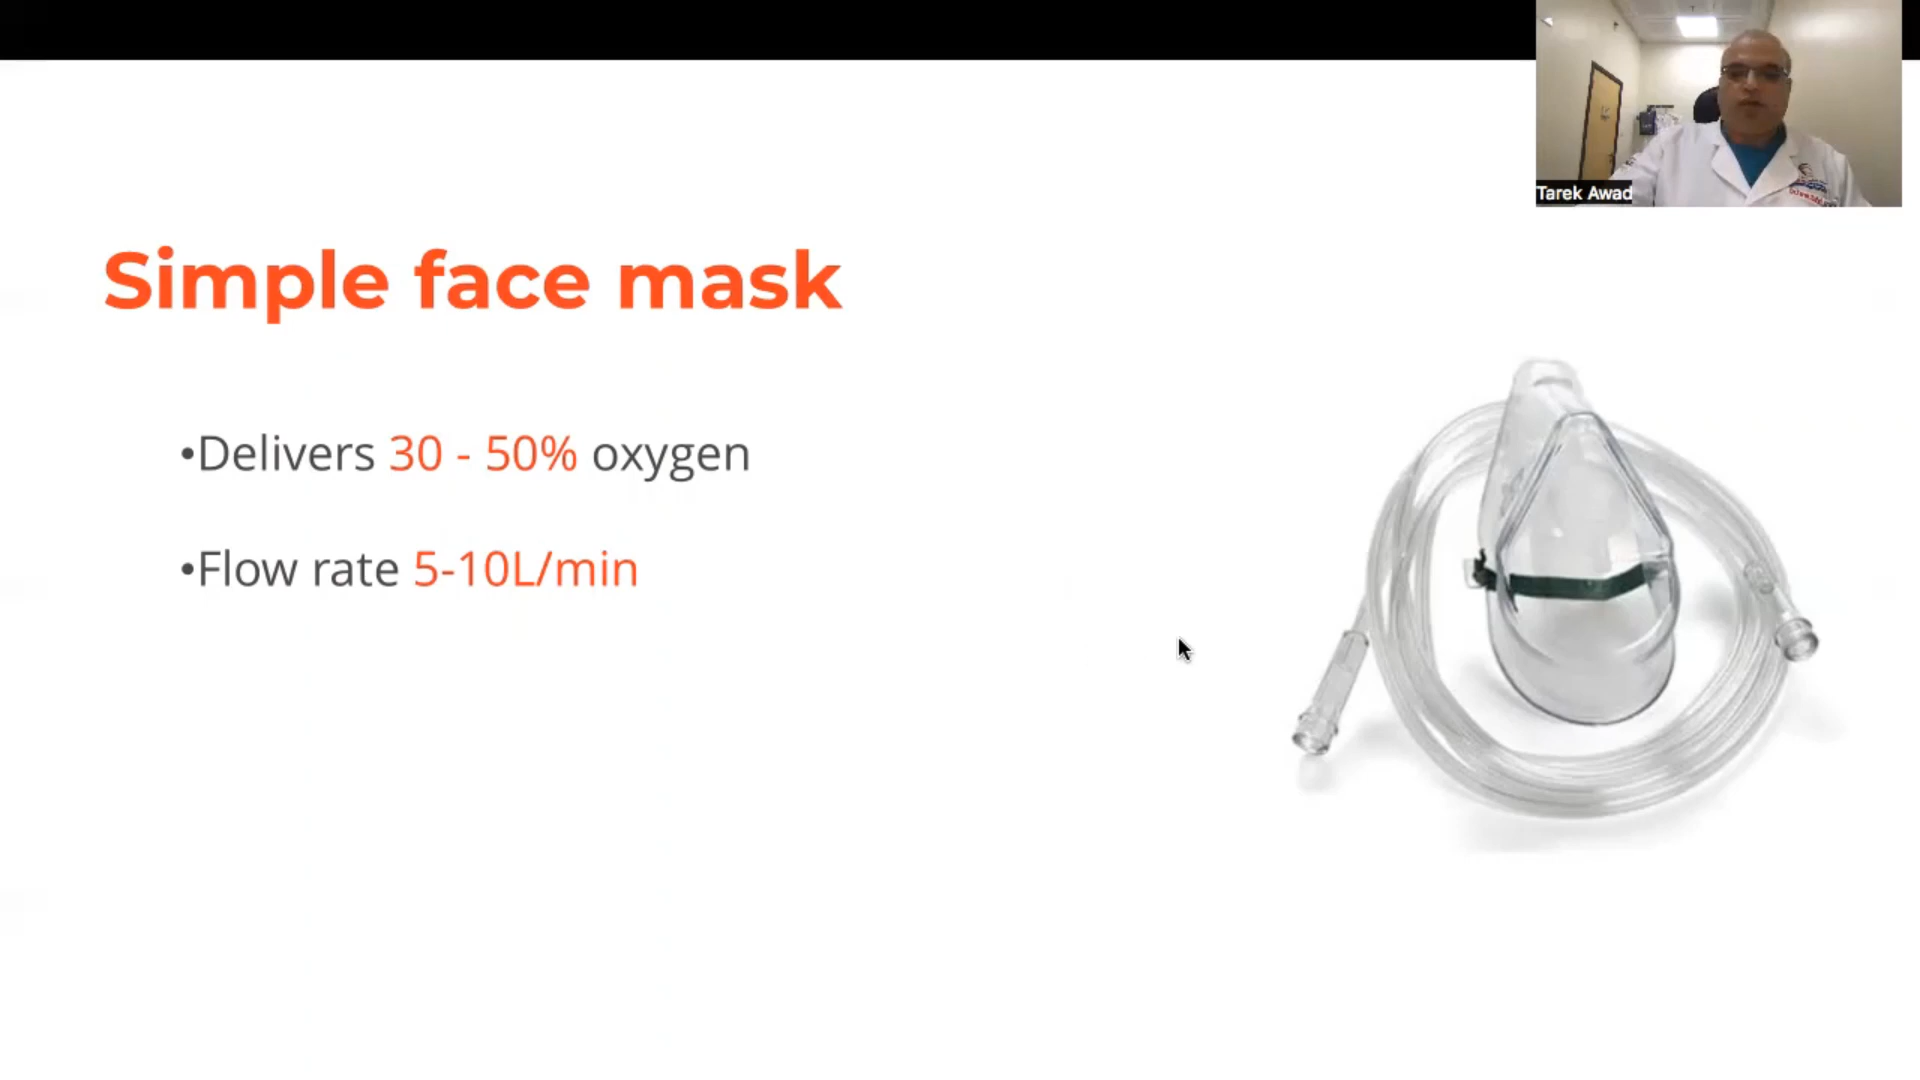 Tarek Awad
Simple face mask
•Delivers 30 - 50% oxygen
•Flow rate 5-10L/min